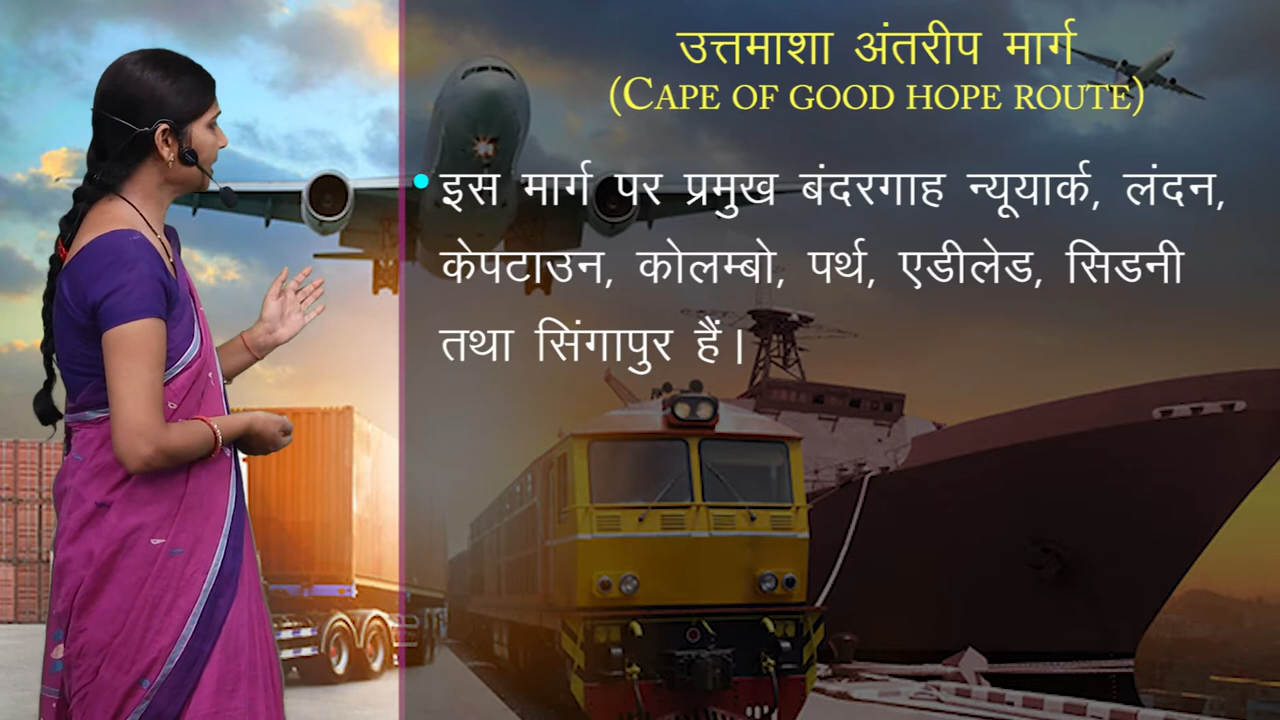 उत्तमाशा अंतरीप मार्ग
(CAPE OF GOOD HOPE ROUTE)
• इस मार्ग पर प्रमुख बंदरगाह न्यूयार्क, लंदन,
केपटाउन, कोलम्बो, पर्थ, एडीलेड, सिडनी
तथा सिंगापुर हैं।